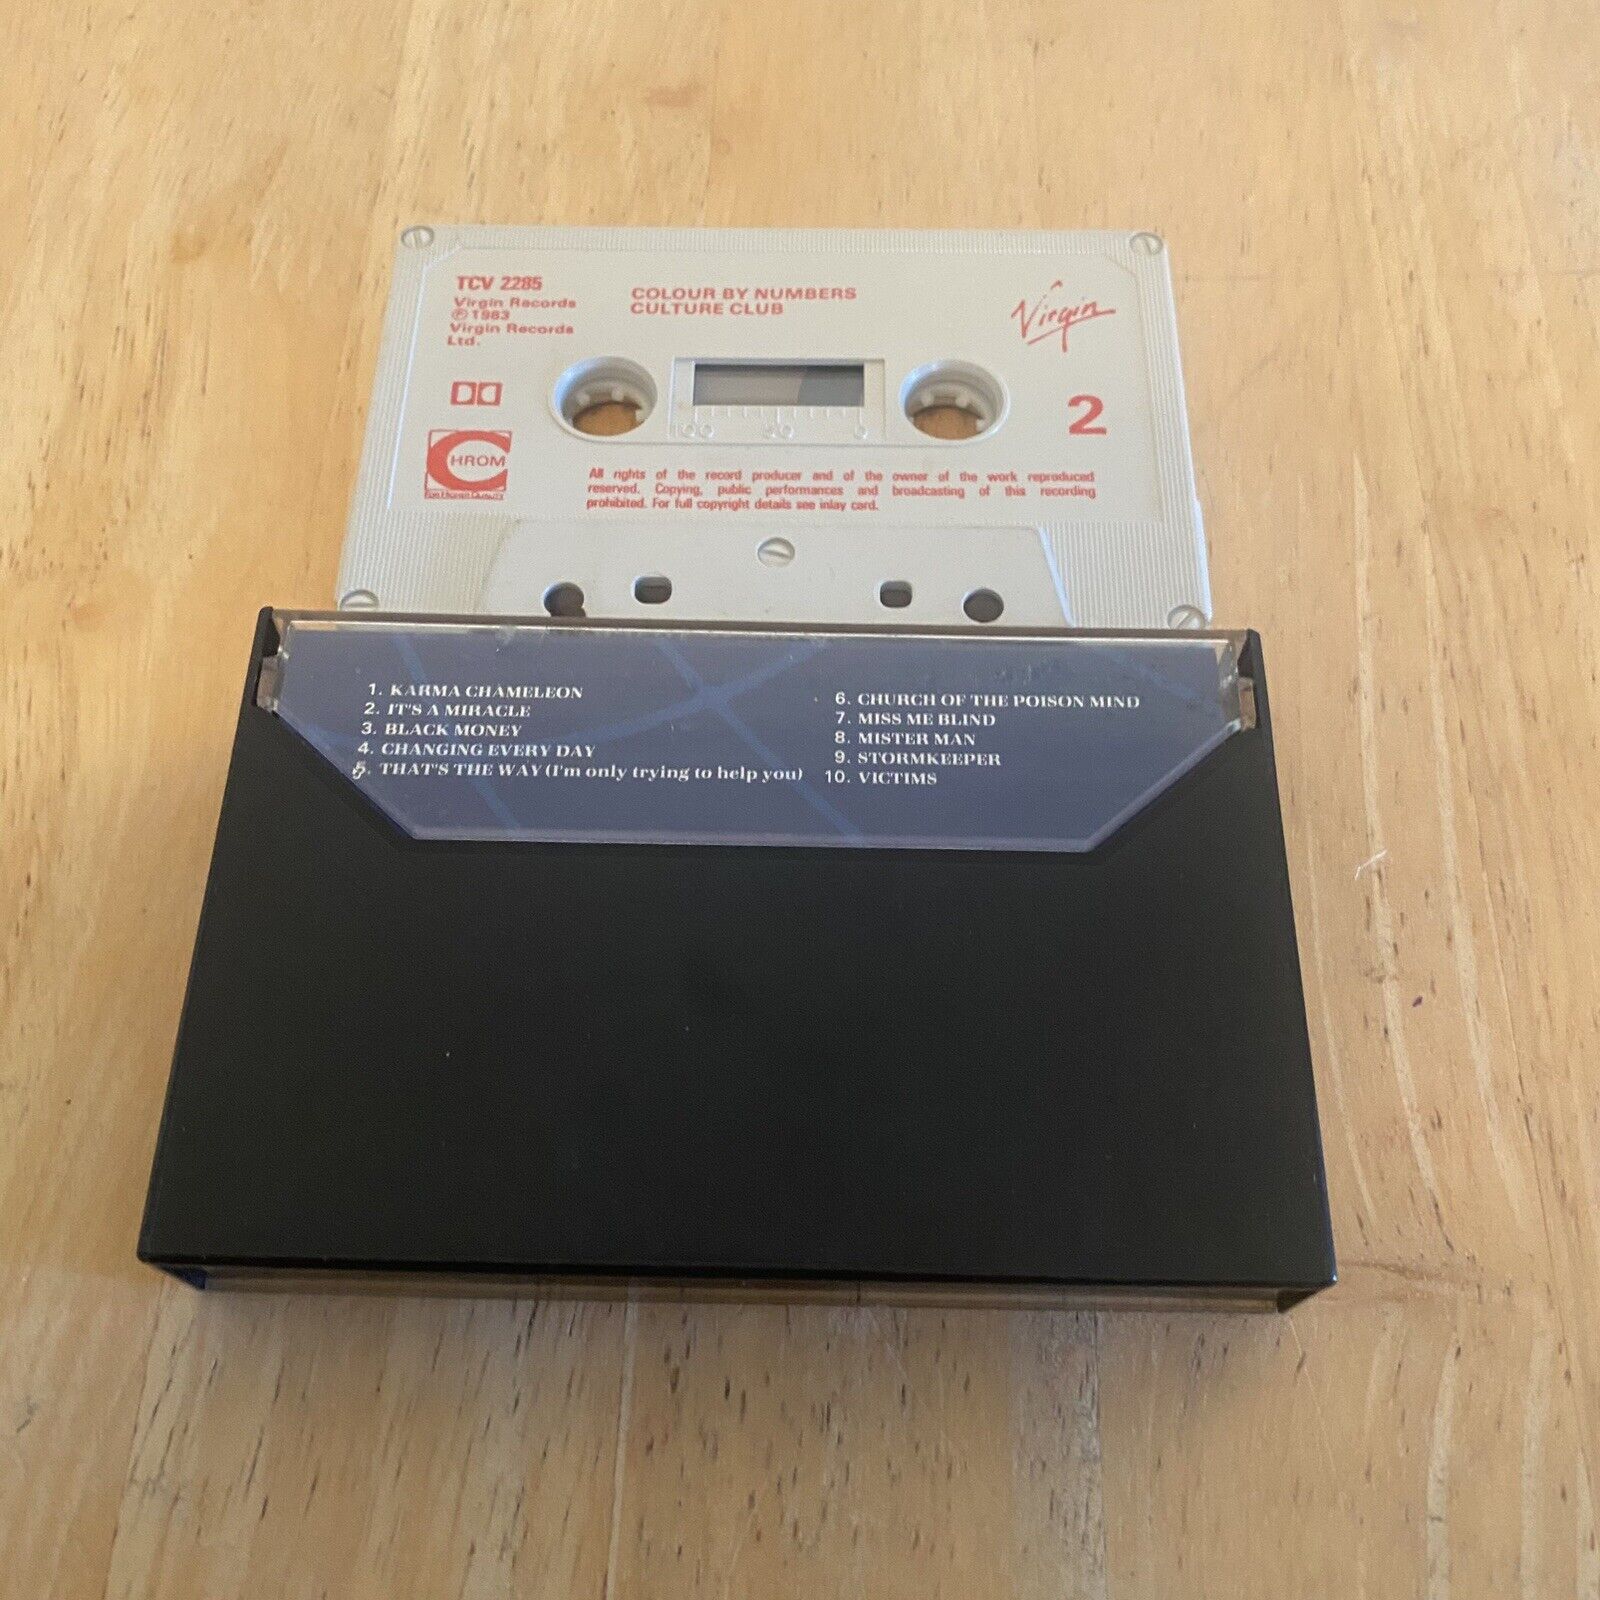 TCV 2285
Virgin Records
℗ 1983
Virgin Records
Ltd.
COLOUR BY NUMBERS
CULTURE CLUB
Virgin
2
CHROM
100 50 0
All rights of the record producer and of the owner of the work reproduced
reserved. Copying, public performances and broadcasting of this recording
prohibited. For full copyright details see inlay card.
1. KARMA CHAMELEON
2. IT'S A MIRACLE
3. BLACK MONEY
4. CHANGING EVERY DAY
5. THAT'S THE WAY (I'm only trying to help you)
6. CHURCH OF THE POISON MIND
7. MISS ME BLIND
8. MISTER MAN
9. STORMKEEPER
10. VICTIMS